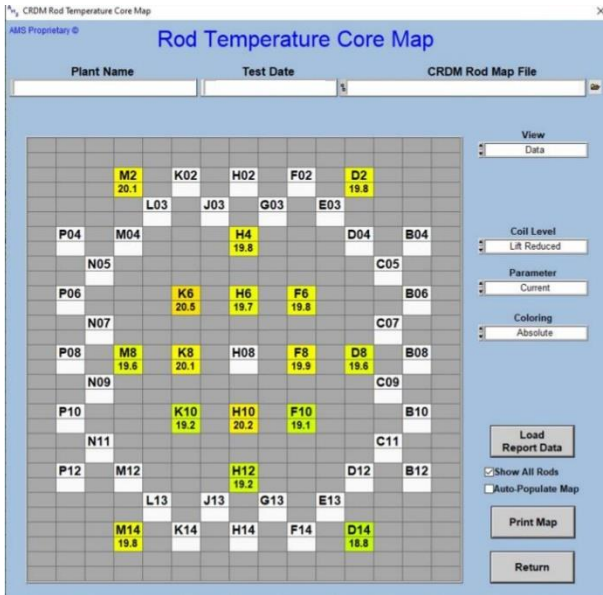 CRDM Rod Temperature Core Map
AMS Proprietary ©
Rod Temperature Core Map
Plant Name Test Date CRDM Rod Map File
View
Data
M2 K02 H02 F02 D2
20.1 19.8
L03 J03 G03 E03
P04 M04 H4 D04 B04
19.8
Coil Level
Lift Reduced
N05 C05
Parameter
Current
P06 K6 H6 F6 B06
20.5 19.7 19.8
Coloring
Absolute
N07 C07
P08 M8 K8 H08 F8 D8 B08
19.6 20.1 19.9 19.6
N09 C09
P10 K10 H10 F10 B10
19.2 20.2 19.1
N11 C11
Load
Report Data
P12 M12 H12 D12 B12
19.2
Show All Rods
Auto-Populate Map
L13 J13 G13 E13
Print Map
M14 K14 H14 F14 D14
19.8 18.8
Return